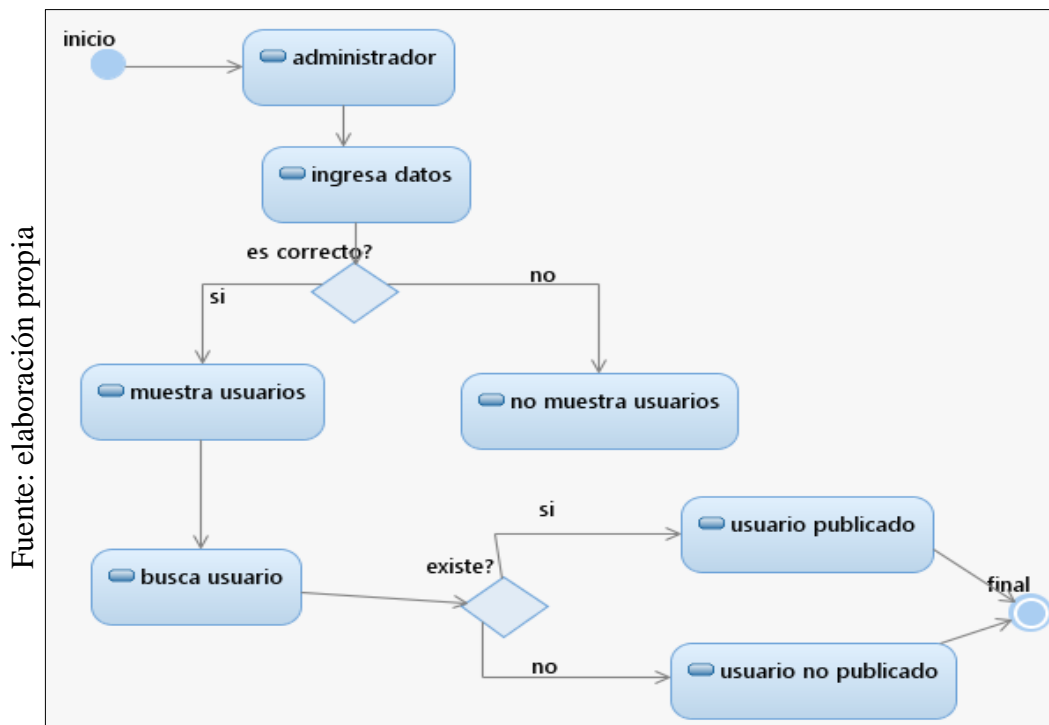 Fuente: elaboración propia
inicio
administrador
ingresa datos
es correcto?
si
no
muestra usuarios
no muestra usuarios
busca usuario
existe?
si
usuario publicado
no
usuario no publicado
final